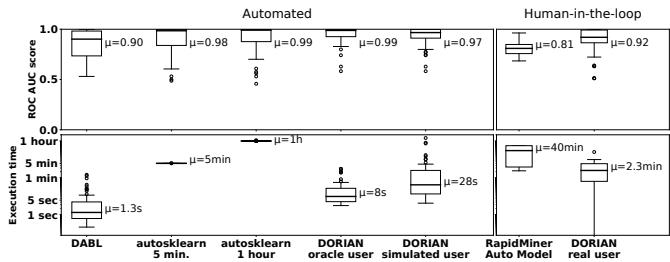 Automated
Human-in-the-loop
ROC AUC score
1.0
0.5
0.0
μ=0.90
μ=0.98
μ=0.99
μ=0.99
μ=0.97
μ=0.81
μ=0.92
Execution time
1 hour
5 min
1 min
5 sec
1 sec
μ=1.3s
μ=5min
μ=1h
μ=8s
μ=28s
μ=40min
μ=2.3min
DABL
autosklearn
5 min.
autosklearn
1 hour
DORIAN
oracle user
DORIAN
simulated user
RapidMiner
Auto Model
DORIAN
real user